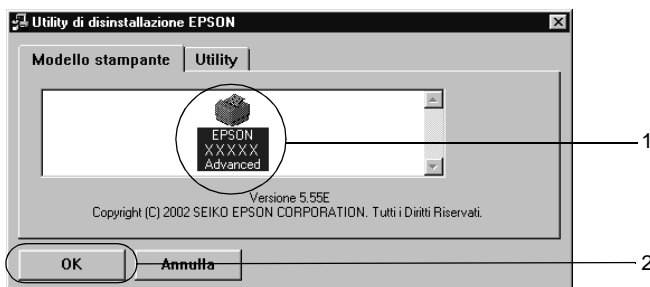 Utility di disinstallazione EPSON
Modello stampante
Utility
EPSON
XXXXX
Advanced
1
Versione 5.55E
Copyright (C) 2002 SEIKO EPSON CORPORATION. Tutti i Diritti Riservati.
OK
Annulla
2